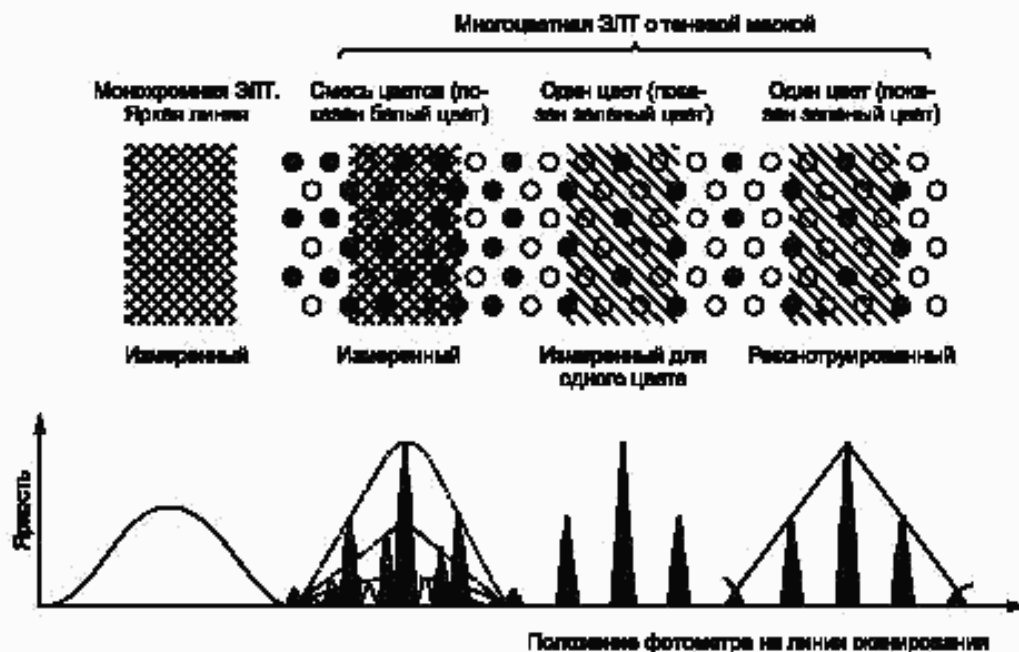 Многоцветная ЭЛТ с теневой маской
Монохромная ЭЛТ.
Яркая линия
Смесь цветов (по-
казан белый цвет)
Один цвет (пока-
зан зеленый цвет)
Один цвет (пока-
зан зеленый цвет)
Измеренный
Измеренный
Измеренный для
одного цвета
Реконструированный
Яркость
Положение фотометра на линии сканирования